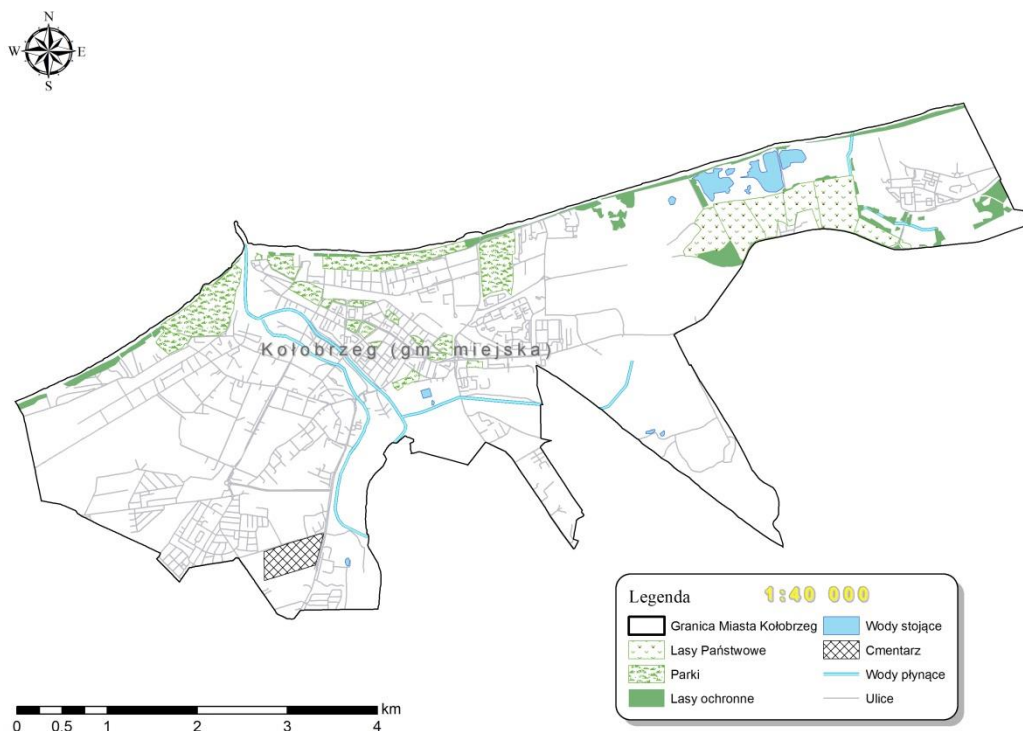 N
W E
S
Kołobrzeg (gm. miejska)
Legenda 1:40 000
Granica Miasta Kołobrzeg
Wody stojące
Lasy Państwowe
Cmentarz
Parki
Wody płynące
Lasy ochronne
Ulice
km
0 0.5 1 2 3 4